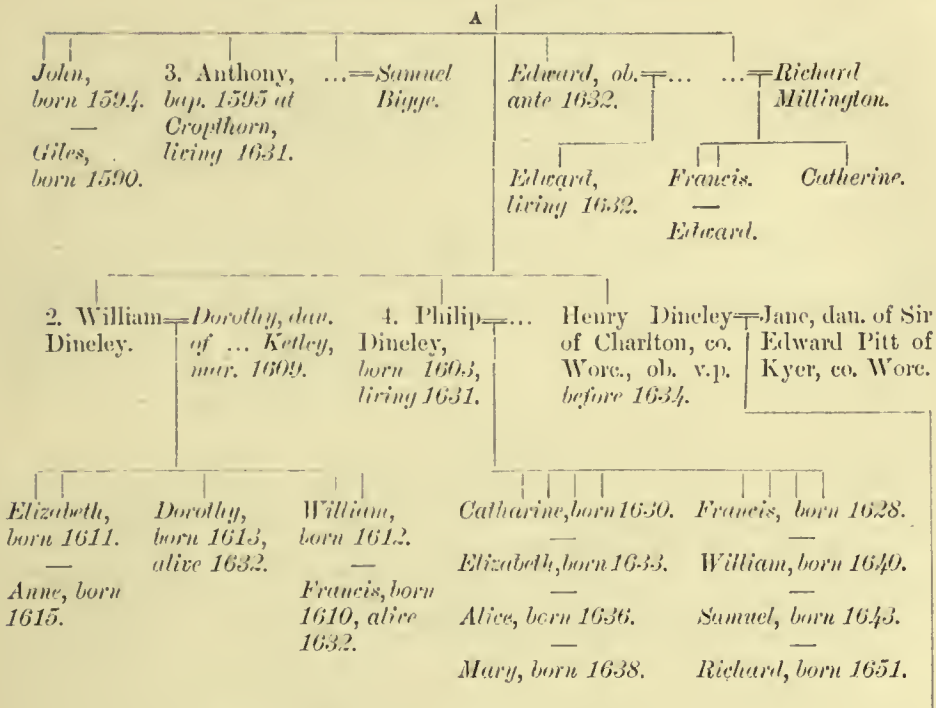 A
John,
born 1594.
—
Giles,
born 1590.
3. Anthony,
bap. 1595 at
Cropthorn,
living 1631.
...=Samuel
Bigge.
Edward, ob.=...
ante 1632.
...=Richard
Millington.
Edward,
living 1632.
Francis.
—
Edward.
Catherine.
2. William=Dorothy, dau.
Dineley. of ... Ketley,
mar. 1609.
4. Philip=...
Dineley,
born 1603,
living 1631.
Henry Dineley=Jane, dau. of Sir
of Charlton, co. Edward Pitt of
Worc., ob. v.p. Kyer, co. Worc.
before 1634.
Elizabeth,
born 1611.
—
Anne, born
1615.
Dorothy,
born 1613,
alive 1632.
William,
born 1612.
—
Francis, born
1610, alive
1632.
Catharine, born 1630.
—
Elizabeth, born 1633.
—
Alice, born 1636.
—
Mary, born 1638.
Francis, born 1628.
—
William, born 1640.
—
Samuel, born 1643.
—
Richard, born 1651.